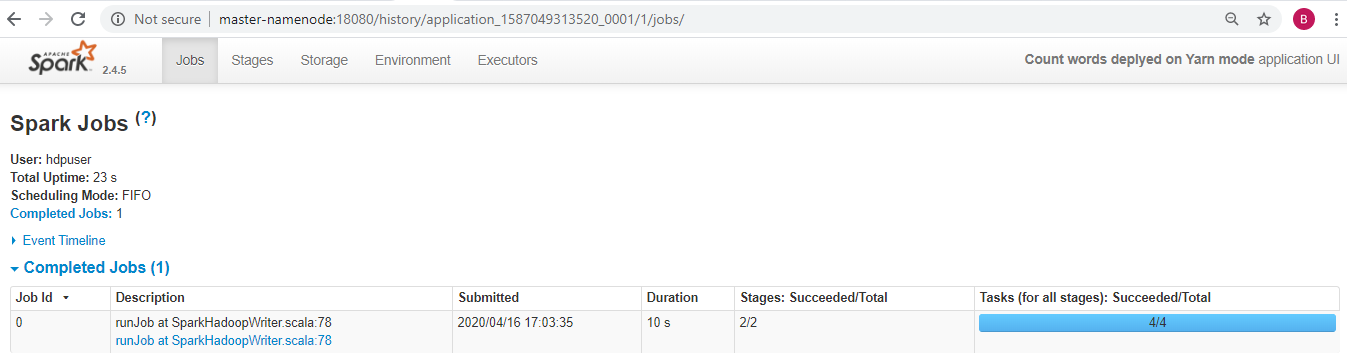 Not secure | master-namenode:18080/history/application_1587049313520_0001/1/jobs/ B
APACHE Spark 2.4.5 Jobs Stages Storage Environment Executors Count words deplyed on Yarn mode application UI
Spark Jobs (?)
User: hdpuser
Total Uptime: 23 s
Scheduling Mode: FIFO
Completed Jobs: 1
Event Timeline
Completed Jobs (1)
Job Id Description Submitted Duration Stages: Succeeded/Total Tasks (for all stages): Succeeded/Total
0 runJob at SparkHadoopWriter.scala:78 2020/04/16 17:03:35 10 s 2/2 4/4
runJob at SparkHadoopWriter.scala:78